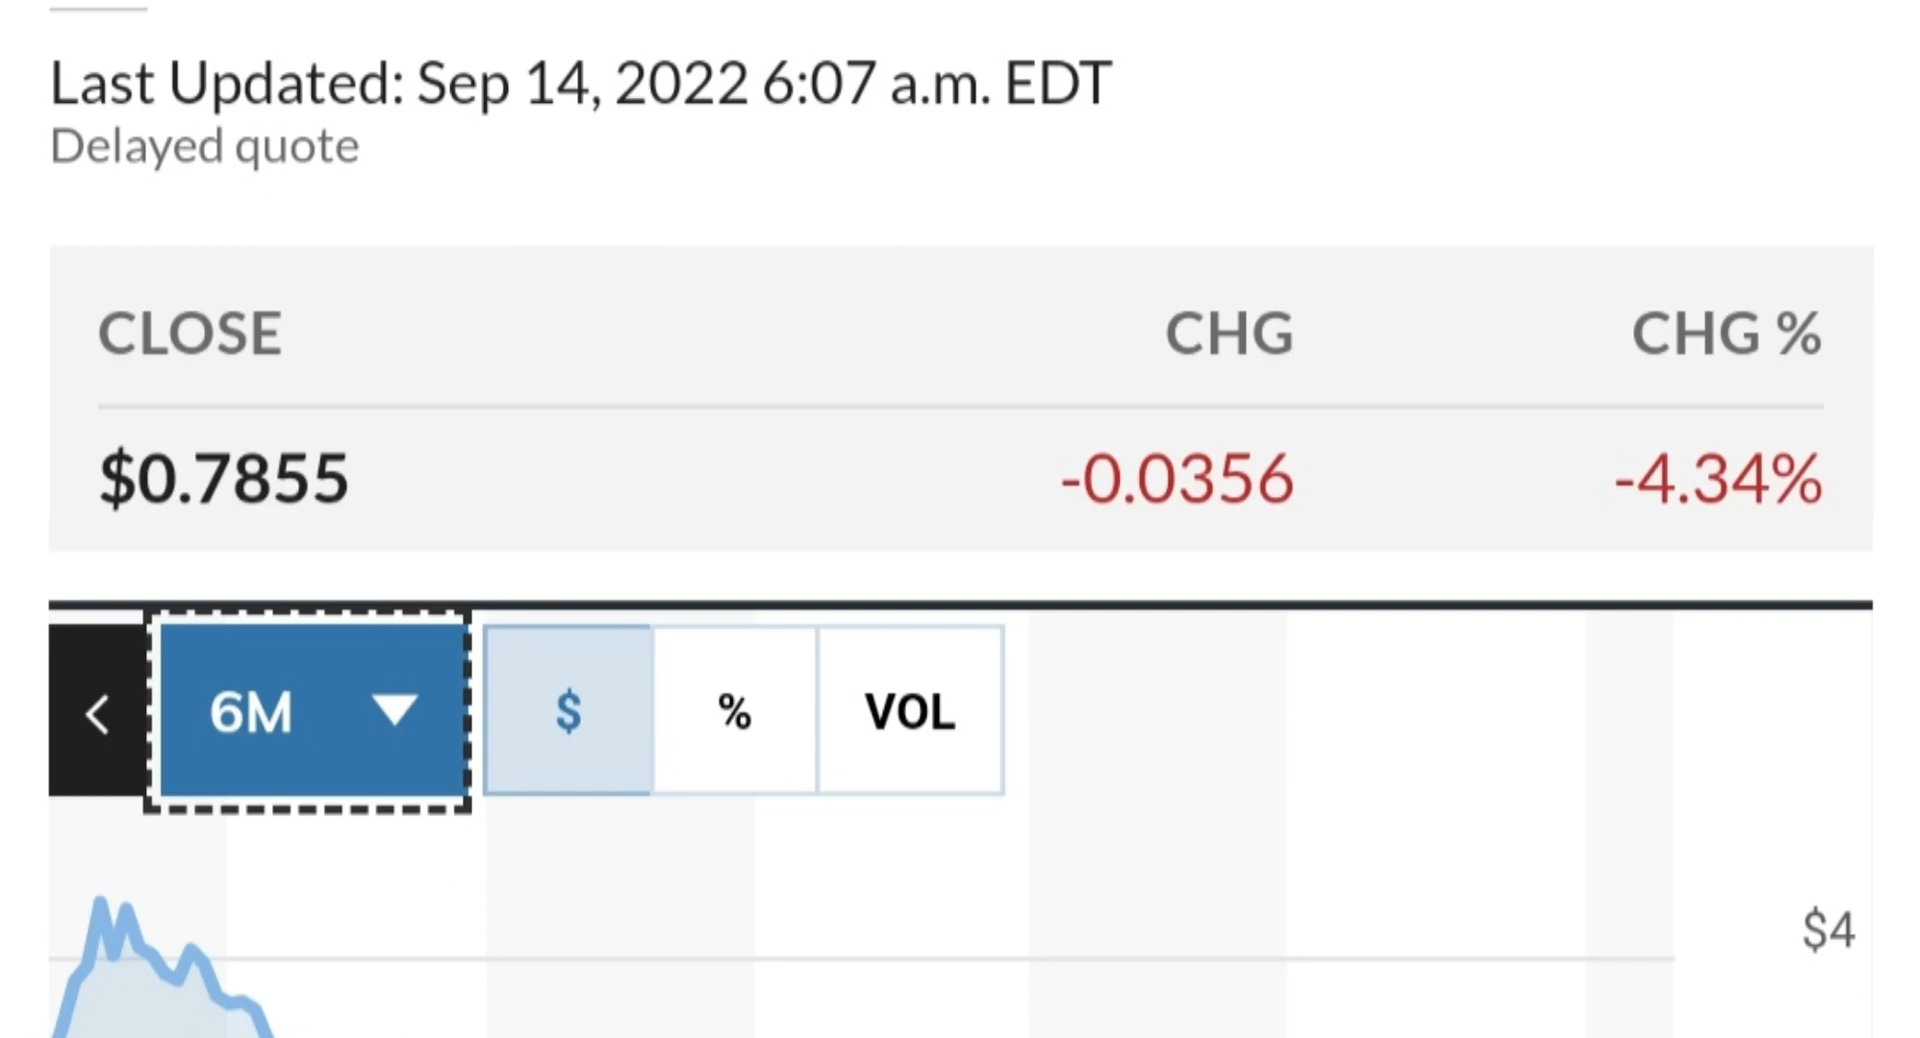 Last Updated: Sep 14, 2022 6:07 a.m. EDT
Delayed quote
CLOSE CHG CHG %
$0.7855 -0.0356 -4.34%
6M $ % VOL
$4